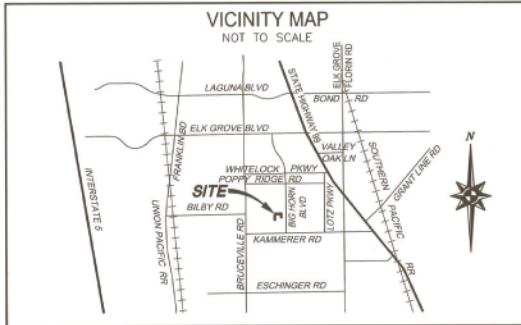 VICINITY MAP
NOT TO SCALE
ELK GROVE
FLORIN RD
STATE HIGHWAY 99
LAGUNA BLVD
BOND RD
ELK GROVE BLVD
FRANKLIN BD
VALLEY
OAK LN
SOUTHERN
PACIFIC
RR
GRANT LINE RD
N
WHITELOCK PKWY
POPPY RIDGE RD
INTERSTATE 5
SITE
BILBY RD
BIG HORN
BLVD
LOTZ PKWY
UNION PACIFIC RR
BRUCEVILLE RD
KAMMERER RD
ESCHINGER RD